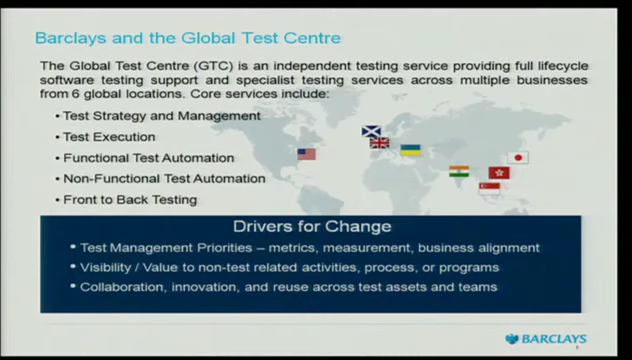 Barclays and the Global Test Centre
The Global Test Centre (GTC) is an independent testing service providing full lifecycle
software testing support and specialist testing services across multiple businesses
from 6 global locations. Core services include:
• Test Strategy and Management
• Test Execution
• Functional Test Automation
• Non-Functional Test Automation
• Front to Back Testing
Drivers for Change
• Test Management Priorities – metrics, measurement, business alignment
• Visibility / Value to non-test related activities, process, or programs
• Collaboration, innovation, and reuse across test assets and teams
BARCLAYS